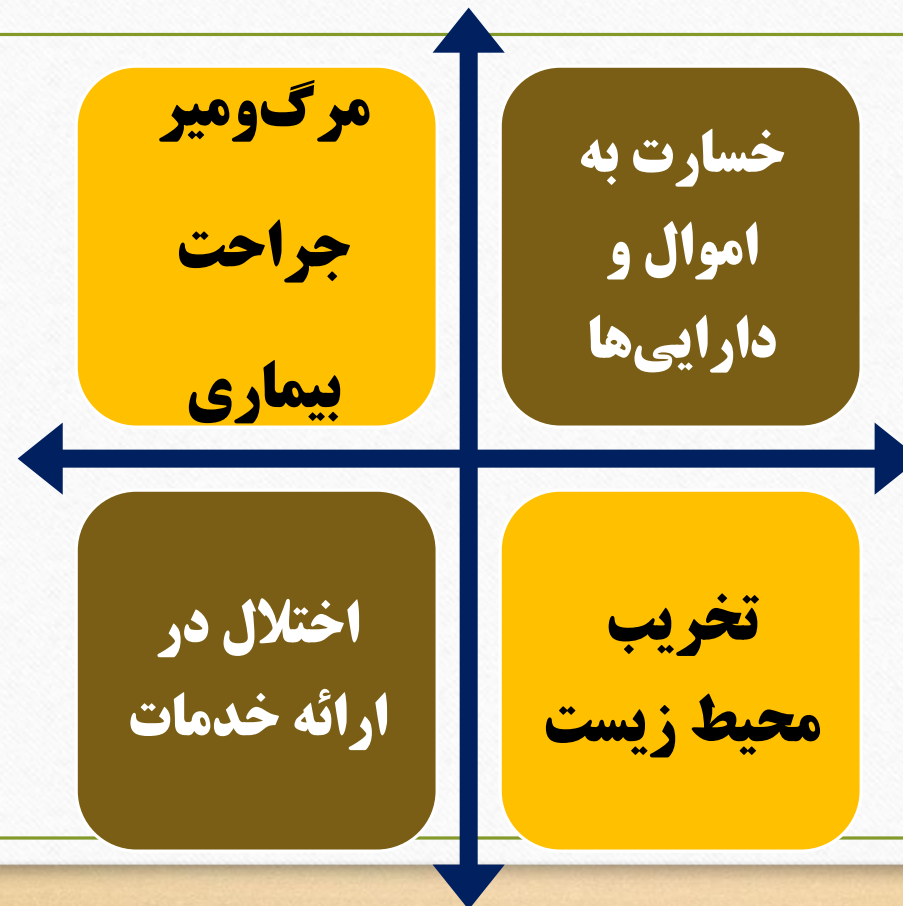 خسارت به
اموال و
دارایی‌ها
مرگ‌ومیر
جراحت
بیماری
تخریب
محیط زیست
اختلال در
ارائه خدمات